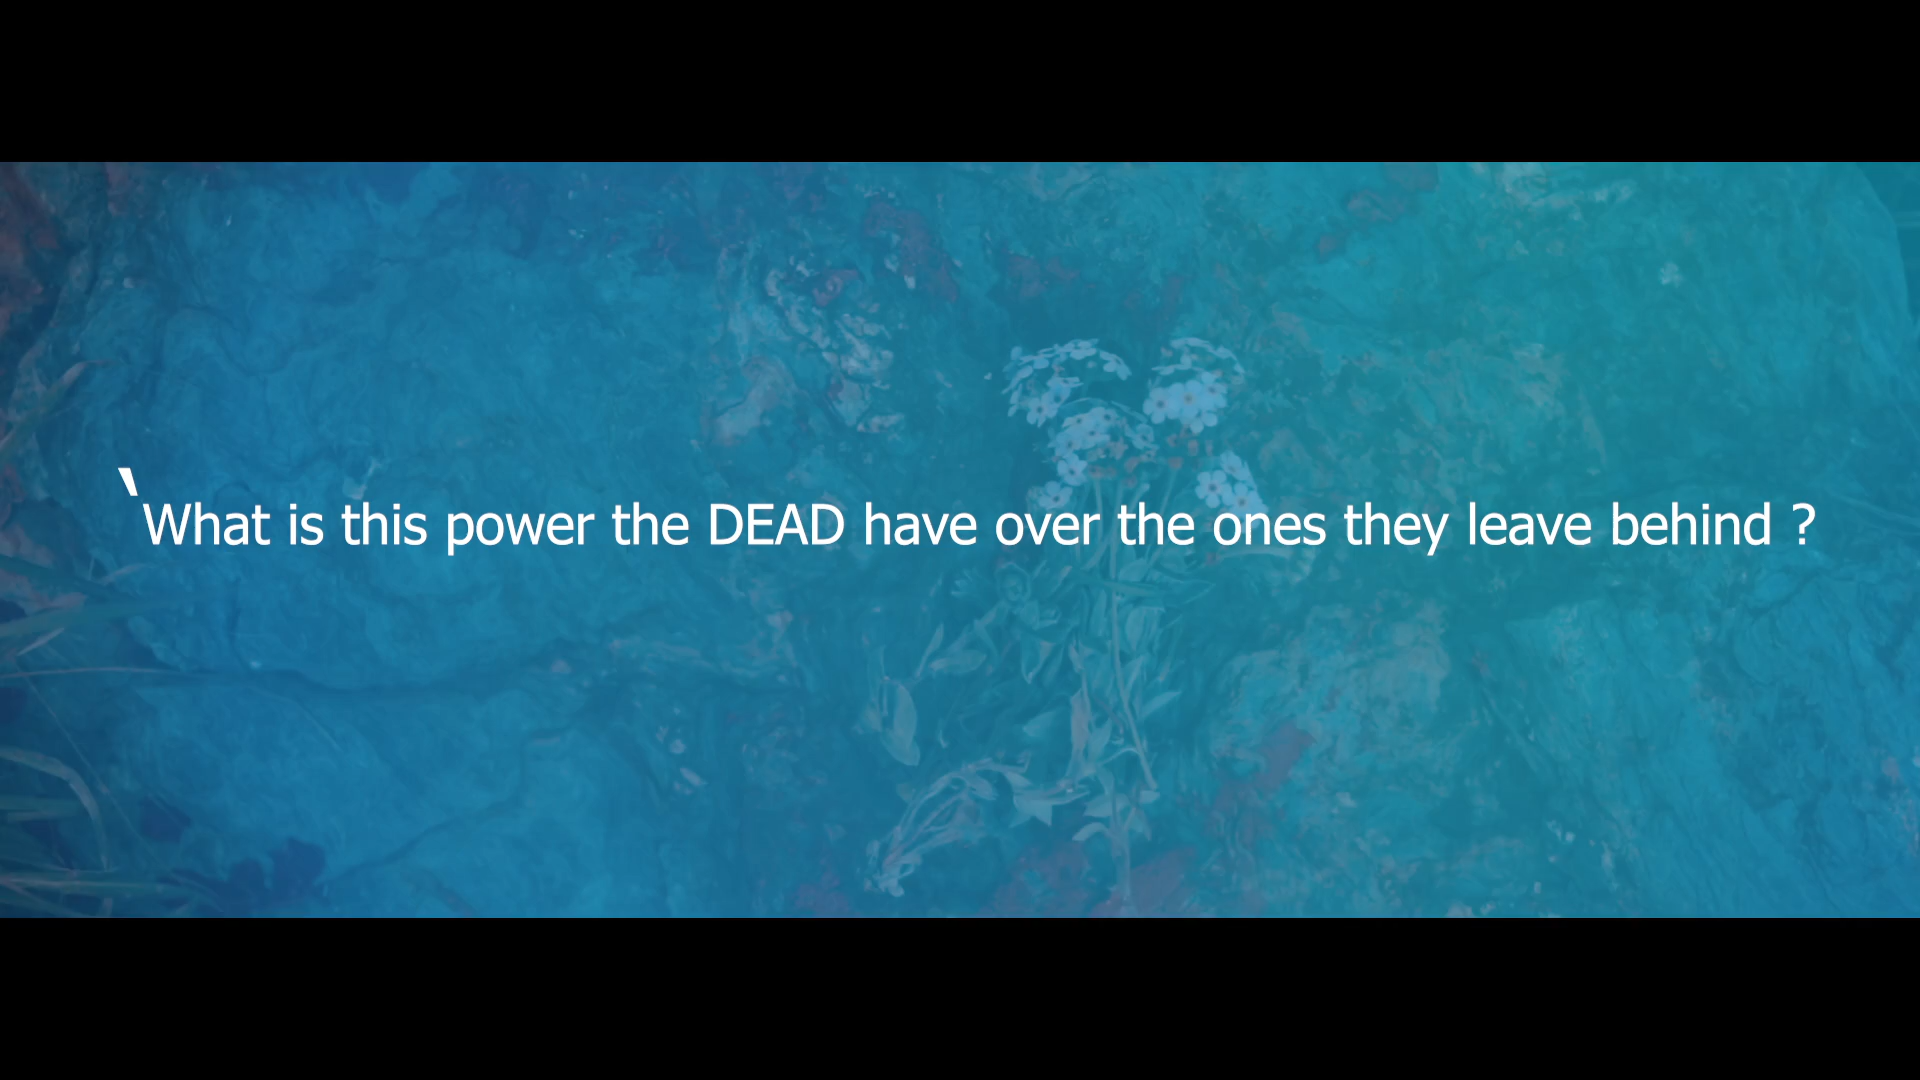 ‵What is this power the DEAD have over the ones they leave behind ?